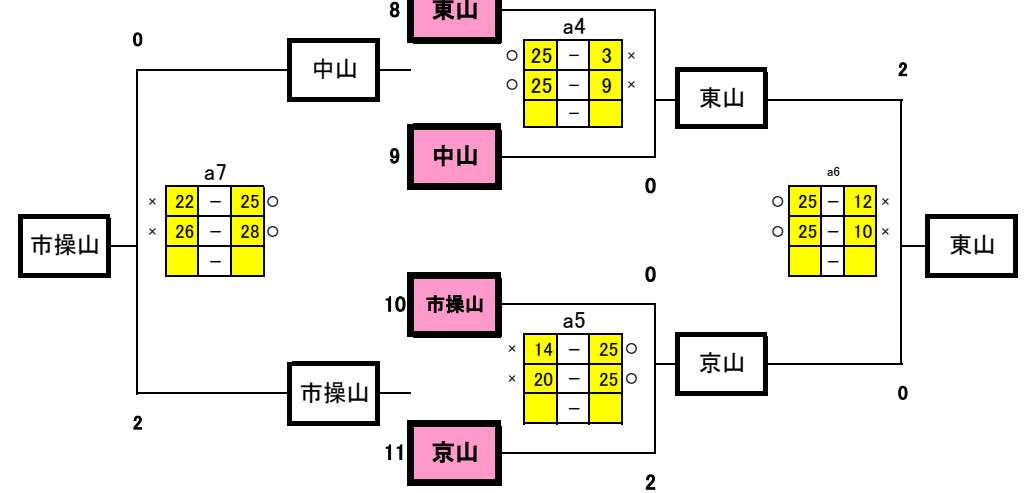 8 東山
0
a4
中山
○ 25 − 3 ×
2
○ 25 − 9 ×
東山
−
9 中山
a7
a6
0
× 22 − 25 ○
○ 25 − 12 ×
× 26 − 28 ○
○ 25 − 10 ×
市操山
東山
−
−
0
10 市操山
a5
× 14 − 25 ○
京山
× 20 − 25 ○
市操山
0
−
2
11 京山
2